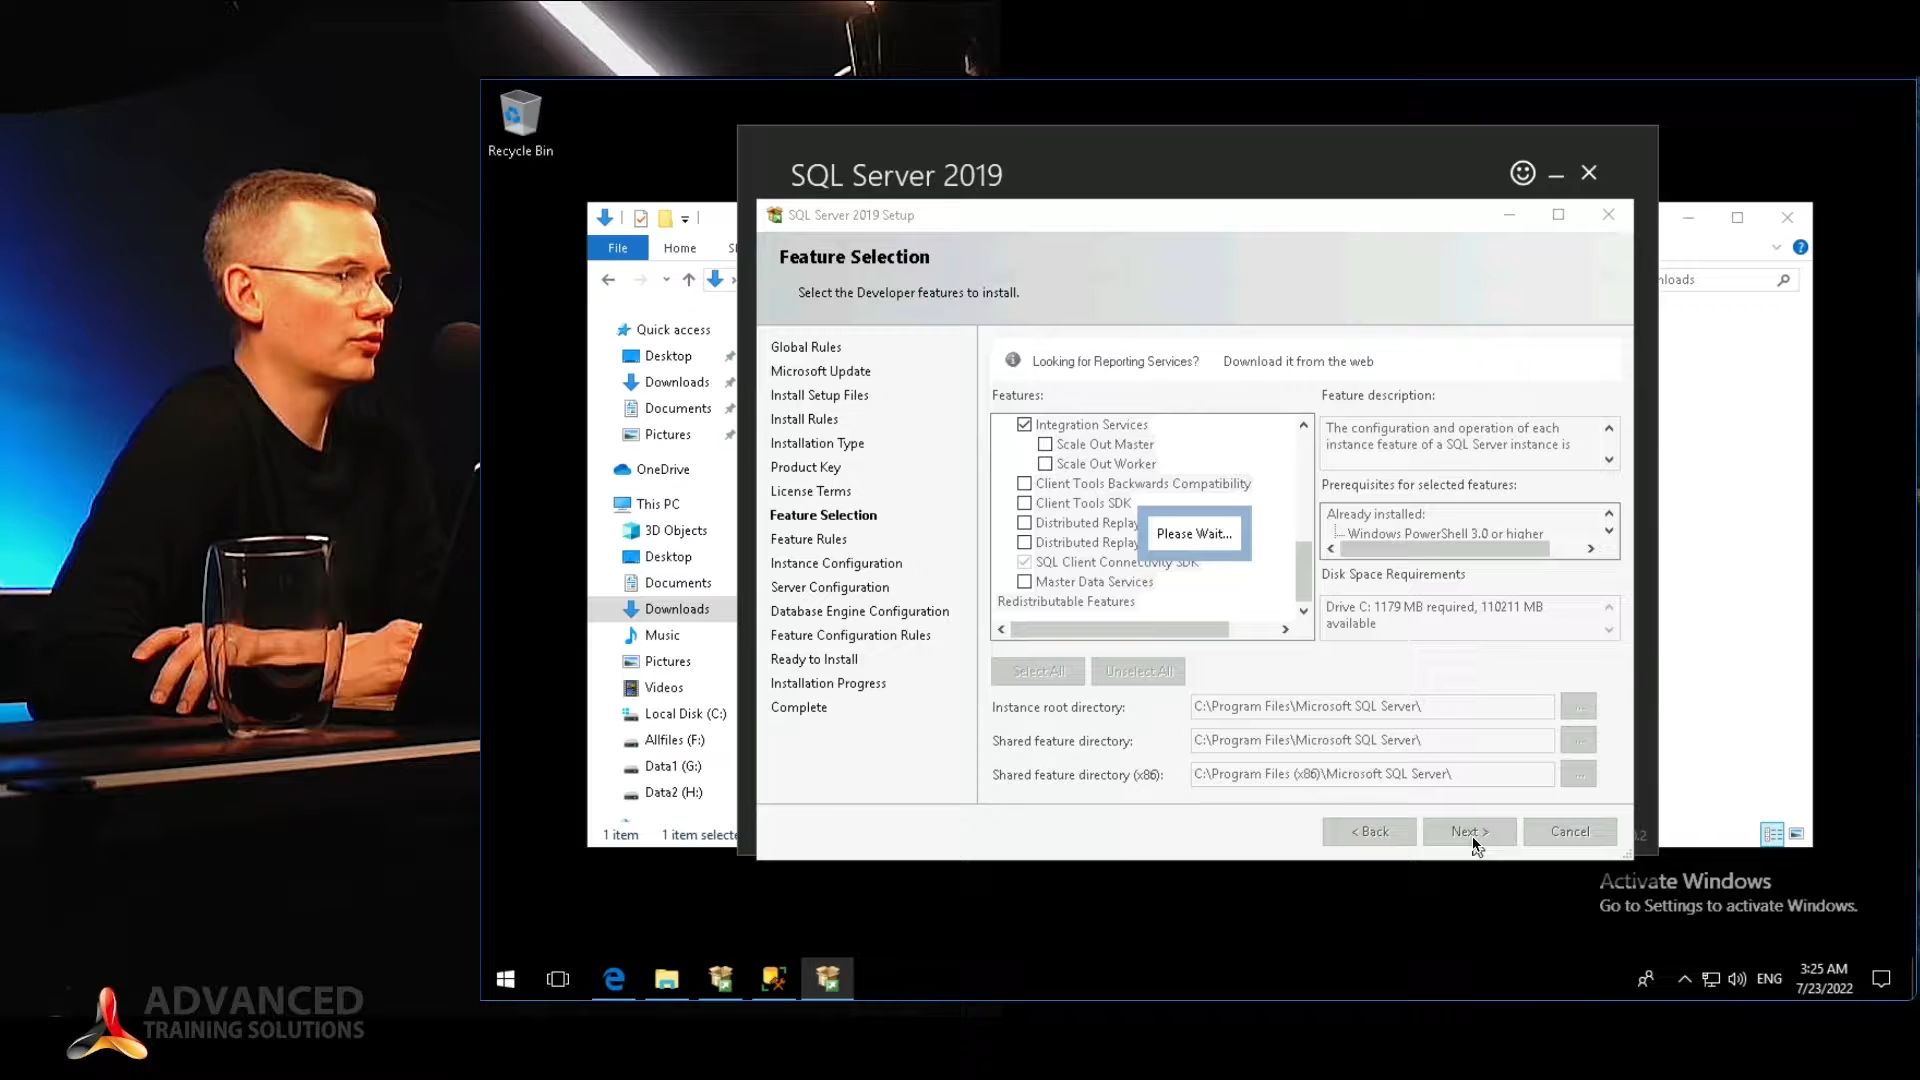 Recycle Bin
SQL Server 2019
SQL Server 2019 Setup
Feature Selection
Select the Developer features to install.
File
Home
Quick access
Desktop
Downloads
Documents
Pictures
OneDrive
This PC
3D Objects
Desktop
Documents
Downloads
Music
Pictures
Videos
Local Disk (C:)
Allfiles (F:)
Data1 (G:)
Data2 (H:)
1 item
1 item selecte
Global Rules
Microsoft Update
Install Setup Files
Install Rules
Installation Type
Product Key
License Terms
Feature Selection
Feature Rules
Instance Configuration
Server Configuration
Database Engine Configuration
Feature Configuration Rules
Ready to Install
Installation Progress
Complete
Looking for Reporting Services?
Download it from the web
Features:
Integration Services
Scale Out Master
Scale Out Worker
Client Tools Backwards Compatibility
Client Tools SDK
Distributed Replay
Distributed Replay
SQL Client Connectivity SDK
Master Data Services
Redistributable Features
Please Wait...
Feature description:
The configuration and operation of each
instance feature of a SQL Server instance is
Prerequisites for selected features:
Already installed:
Windows PowerShell 3.0 or higher
Disk Space Requirements
Drive C: 1179 MB required, 110211 MB
available
Select All
Unselect All
Instance root directory:
C:\Program Files\Microsoft SQL Server\
...
Shared feature directory:
C:\Program Files\Microsoft SQL Server\
...
Shared feature directory (x86):
C:\Program Files (x86)\Microsoft SQL Server\
...
< Back
Next >
Cancel
Activate Windows
Go to Settings to activate Windows.
ENG
3:25 AM
7/23/2022
ADVANCED
TRAINING SOLUTIONS